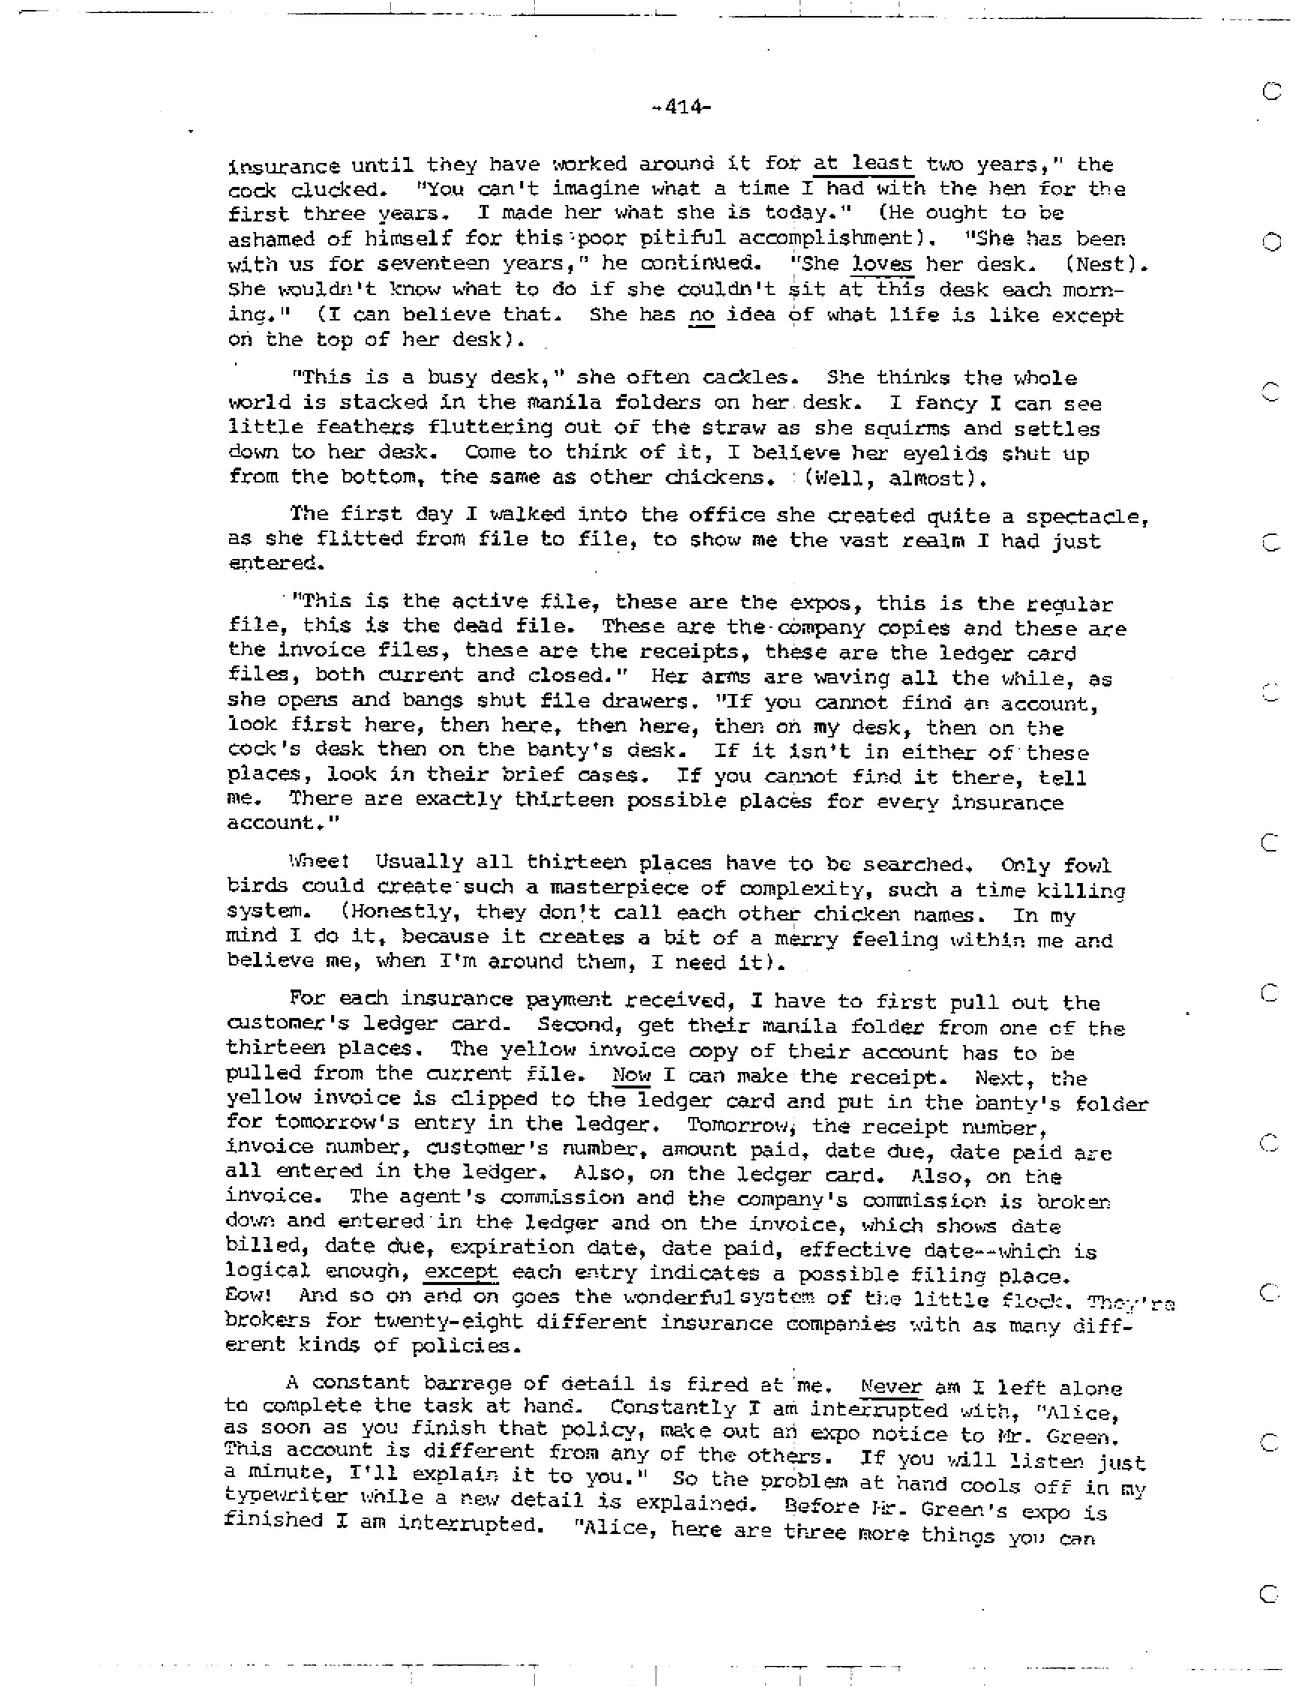 -414-
insurance until they have worked around it for at least two years," the
cock clucked. "You can't imagine what a time I had with the hen for the
first three years. I made her what she is today." (He ought to be
ashamed of himself for this poor pitiful accomplishment). "She has been
with us for seventeen years," he continued. "She loves her desk. (Nest).
She wouldn't know what to do if she couldn't sit at this desk each morn-
ing." (I can believe that. She has no idea of what life is like except
on the top of her desk).
"This is a busy desk," she often cackles. She thinks the whole
world is stacked in the manila folders on her desk. I fancy I can see
little feathers fluttering out of the straw as she squirms and settles
down to her desk. Come to think of it, I believe her eyelids shut up
from the bottom, the same as other chickens. (Well, almost).
The first day I walked into the office she created quite a spectacle,
as she flitted from file to file, to show me the vast realm I had just
entered.
"This is the active file, these are the expos, this is the regular
file, this is the dead file. These are the company copies and these are
the invoice files, these are the receipts, these are the ledger card
files, both current and closed." Her arms are waving all the while, as
she opens and bangs shut file drawers. "If you cannot find an account,
look first here, then here, then here, then on my desk, then on the
cock's desk then on the banty's desk. If it isn't in either of these
places, look in their brief cases. If you cannot find it there, tell
me. There are exactly thirteen possible places for every insurance
account."
Whee! Usually all thirteen places have to be searched. Only fowl
birds could create such a masterpiece of complexity, such a time killing
system. (Honestly, they don't call each other chicken names. In my
mind I do it, because it creates a bit of a merry feeling within me and
believe me, when I'm around them, I need it).
For each insurance payment received, I have to first pull out the
customer's ledger card. Second, get their manila folder from one of the
thirteen places. The yellow invoice copy of their account has to be
pulled from the current file. Now I can make the receipt. Next, the
yellow invoice is clipped to the ledger card and put in the banty's folder
for tomorrow's entry in the ledger. Tomorrow, the receipt number,
invoice number, customer's number, amount paid, date due, date paid are
all entered in the ledger. Also, on the ledger card. Also, on the
invoice. The agent's commission and the company's commission is broken
down and entered in the ledger and on the invoice, which shows date
billed, date due, expiration date, date paid, effective date--which is
logical enough, except each entry indicates a possible filing place.
Eow! And so on and on goes the wonderful system of the little flock. They're
brokers for twenty-eight different insurance companies with as many diff-
erent kinds of policies.
A constant barrage of detail is fired at me. Never am I left alone
to complete the task at hand. Constantly I am interrupted with, "Alice,
as soon as you finish that policy, make out an expo notice to Mr. Green.
This account is different from any of the others. If you will listen just
a minute, I'll explain it to you." So the problem at hand cools off in my
typewriter while a new detail is explained. Before Mr. Green's expo is
finished I am interrupted. "Alice, here are three more things you can